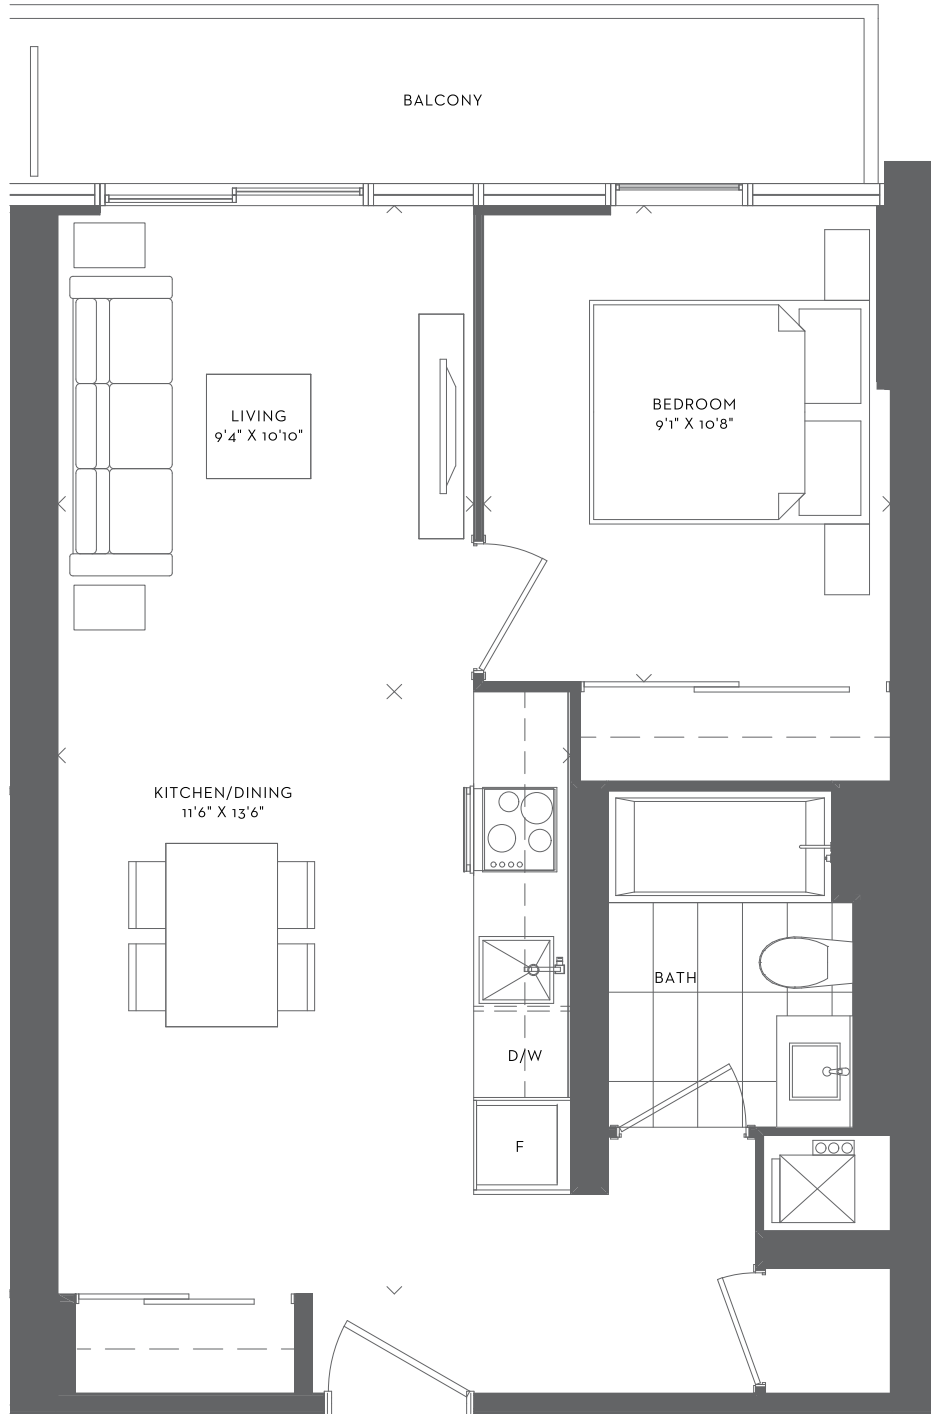 BALCONY
LIVING
9'4" X 10'10"
BEDROOM
9'1" X 10'8"
KITCHEN/DINING
11'6" X 13'6"
BATH
D/W
F